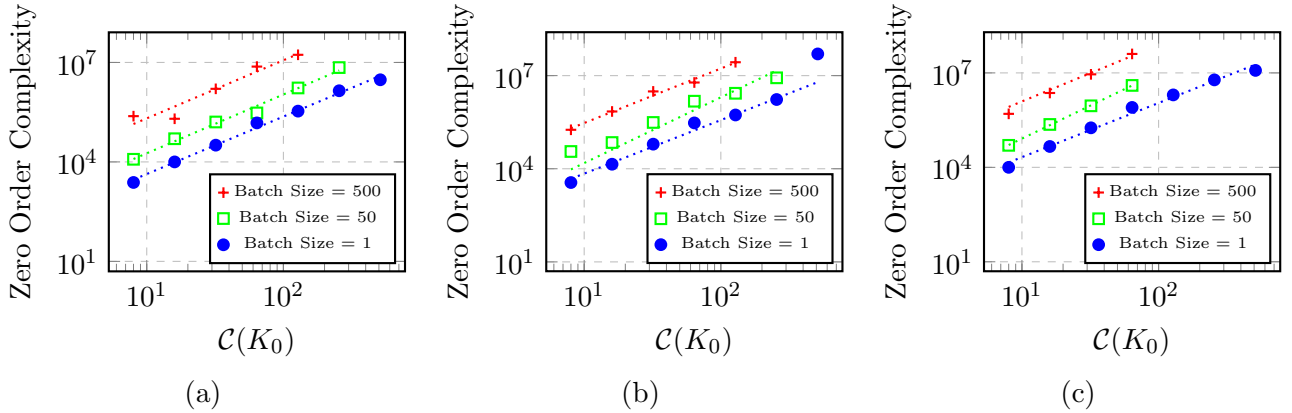 Zero Order Complexity
10^7
10^4
10^1
Batch Size = 500
Batch Size = 50
Batch Size = 1
10^1
10^2
C(K_0)
(a)
Zero Order Complexity
10^7
10^4
10^1
Batch Size = 500
Batch Size = 50
Batch Size = 1
10^1
10^2
C(K_0)
(b)
Zero Order Complexity
10^7
10^4
10^1
Batch Size = 500
Batch Size = 50
Batch Size = 1
10^1
10^2
C(K_0)
(c)